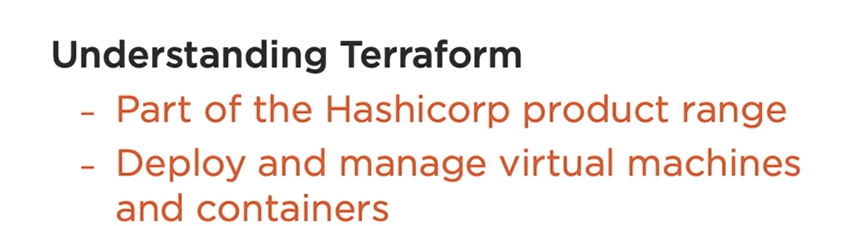 Understanding Terraform
– Part of the Hashicorp product range
– Deploy and manage virtual machines
and containers